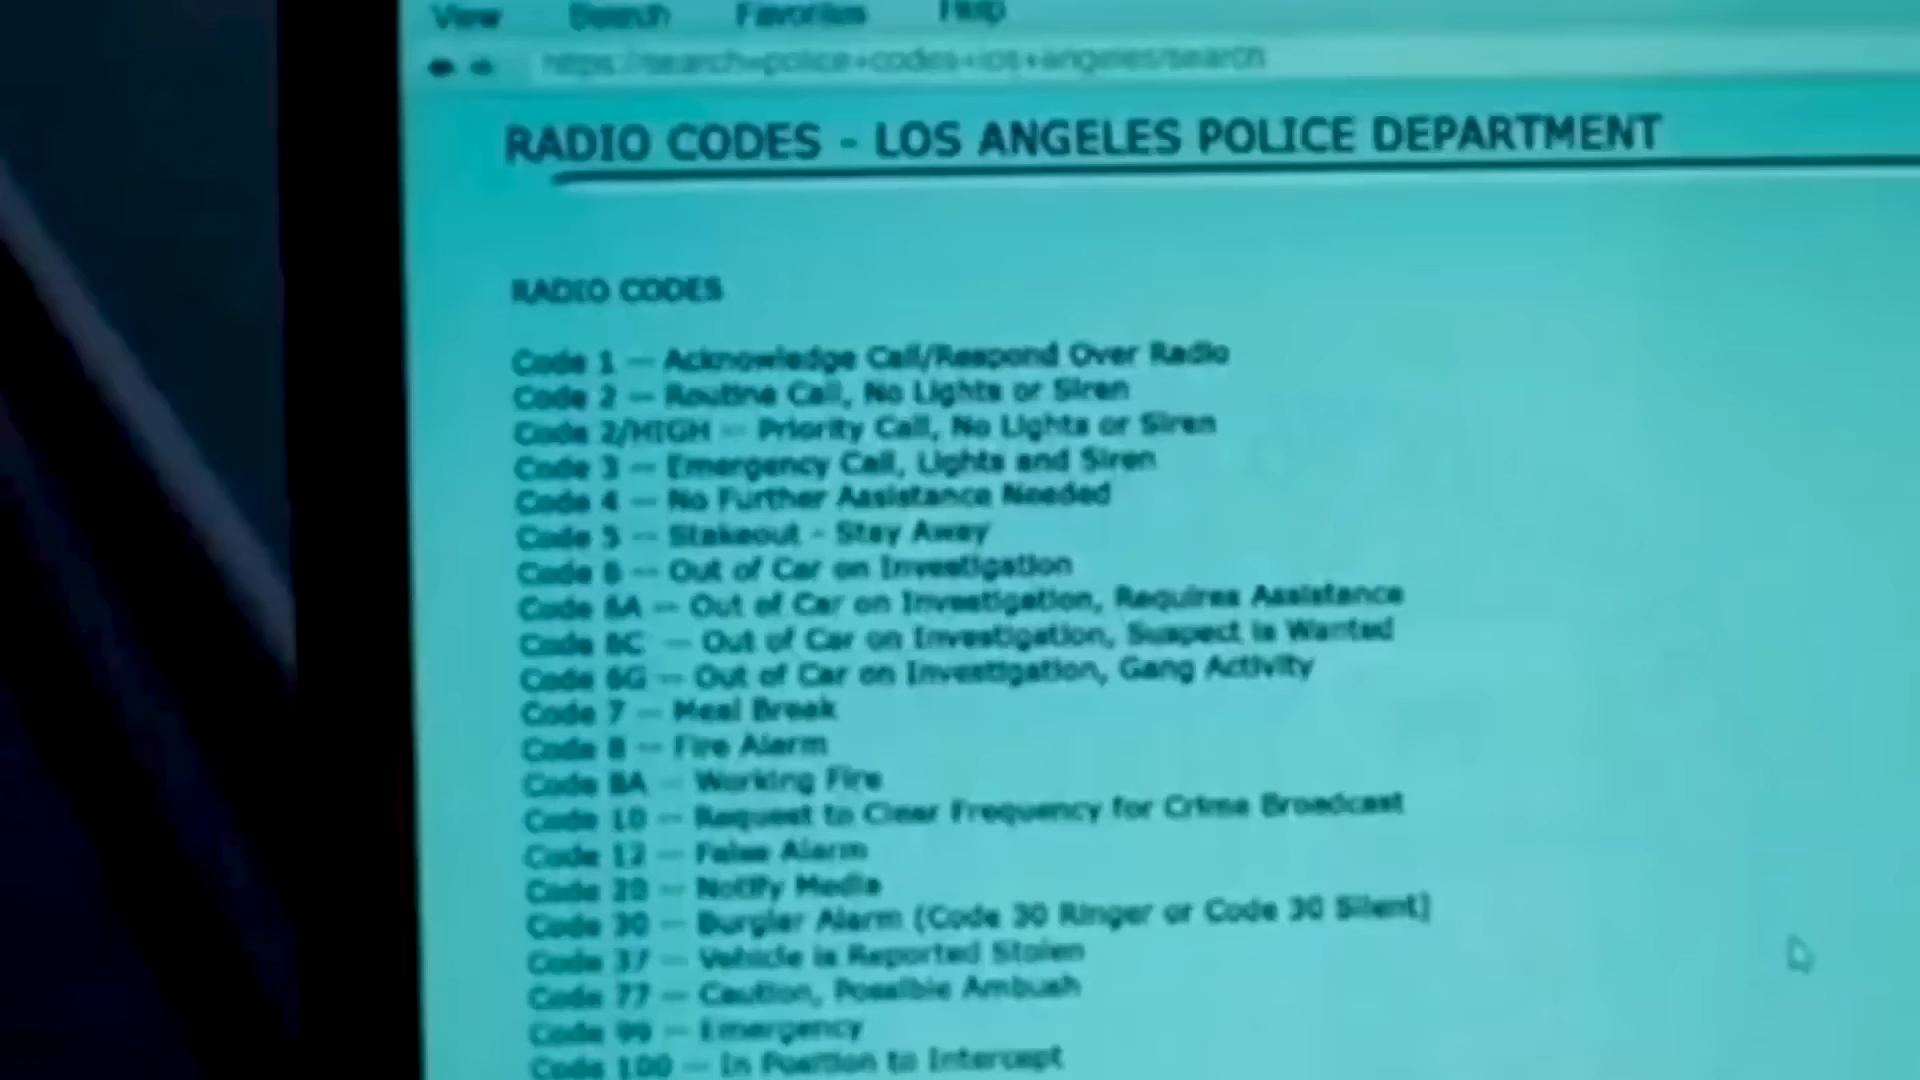 View Search Favorites Help
https://search=police+codes+los+angeles/search
RADIO CODES - LOS ANGELES POLICE DEPARTMENT
RADIO CODES
Code 1 -- Acknowledge Call/Respond Over Radio
Code 2 -- Routine Call, No Lights or Siren
Code 2/HIGH -- Priority Call, No Lights or Siren
Code 3 -- Emergency Call, Lights and Siren
Code 4 -- No Further Assistance Needed
Code 5 -- Stakeout - Stay Away
Code 6 -- Out of Car on Investigation
Code 6A -- Out of Car on Investigation, Requires Assistance
Code 6C -- Out of Car on Investigation, Suspect is Wanted
Code 6G -- Out of Car on Investigation, Gang Activity
Code 7 -- Meal Break
Code 8 -- Fire Alarm
Code 8A -- Working Fire
Code 10 -- Request to Clear Frequency for Crime Broadcast
Code 12 -- False Alarm
Code 20 -- Notify Media
Code 30 -- Burglar Alarm (Code 30 Ringer or Code 30 Silent)
Code 37 -- Vehicle is Reported Stolen
Code 77 -- Caution, Possible Ambush
Code 99 -- Emergency
Code 100 -- In Position to Intercept